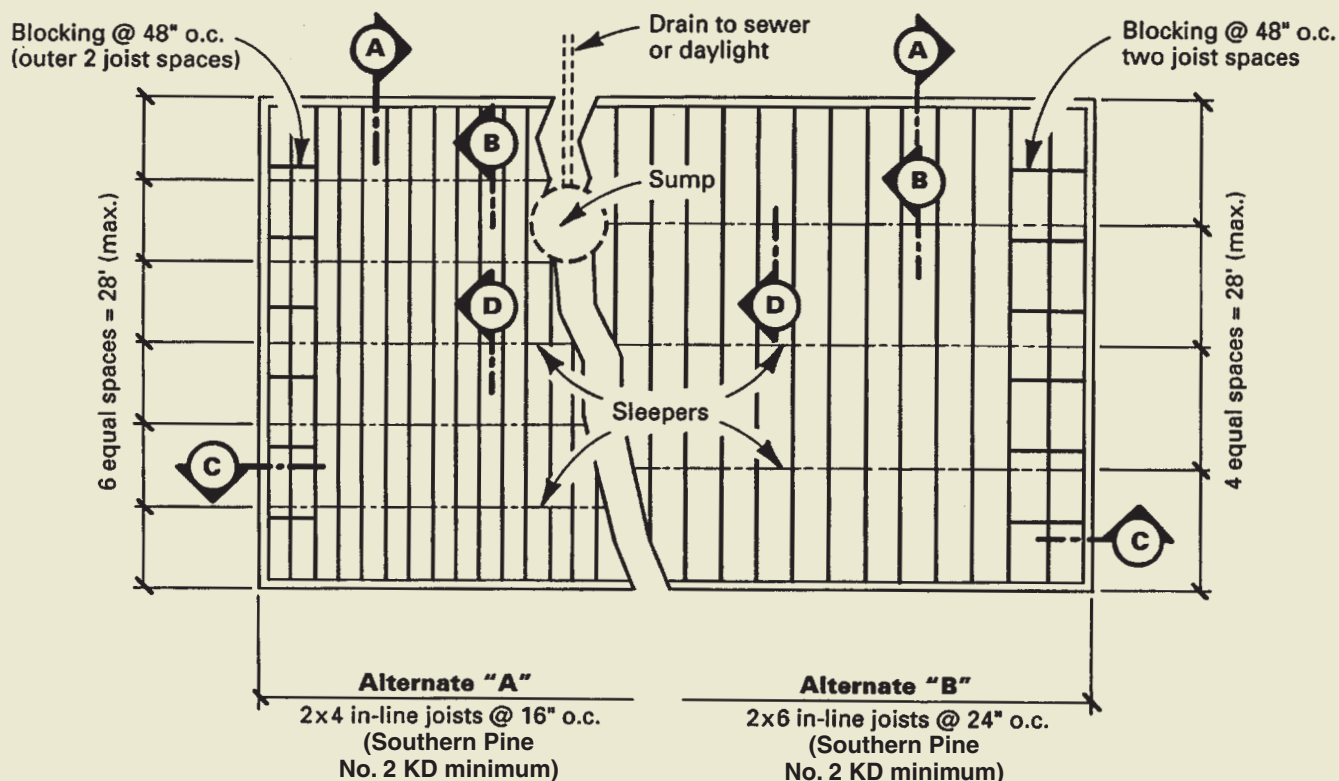 Blocking @ 48" o.c.
(outer 2 joist spaces)
A
Drain to sewer
or daylight
A
Blocking @ 48" o.c.
two joist spaces
B
Sump
B
D
D
6 equal spaces = 28' (max.)
4 equal spaces = 28' (max.)
Sleepers
C
C
Alternate "A"
2x4 in-line joists @ 16" o.c.
(Southern Pine
No. 2 KD minimum)
Alternate "B"
2x6 in-line joists @ 24" o.c.
(Southern Pine
No. 2 KD minimum)